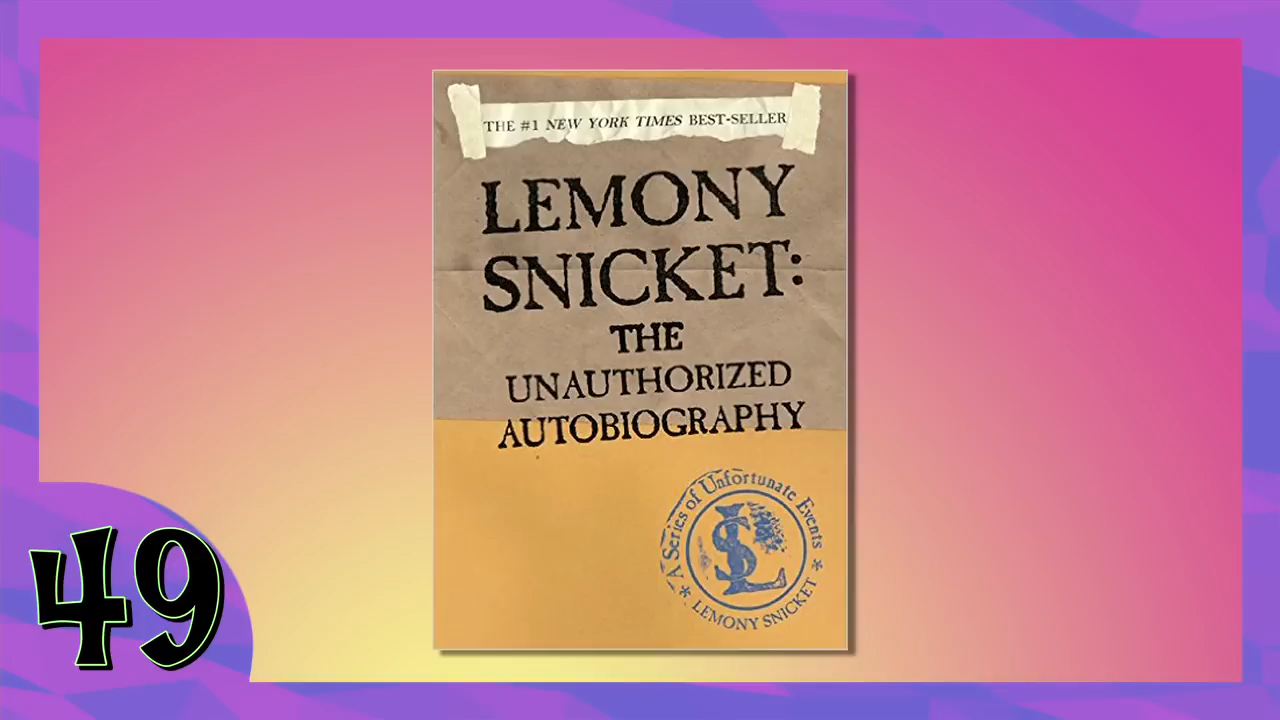 THE #1 NEW YORK TIMES BEST-SELLER
LEMONY
SNICKET:
THE
UNAUTHORIZED
AUTOBIOGRAPHY
A Series of Unfortunate Events
SL
* LEMONY SNICKET *
49